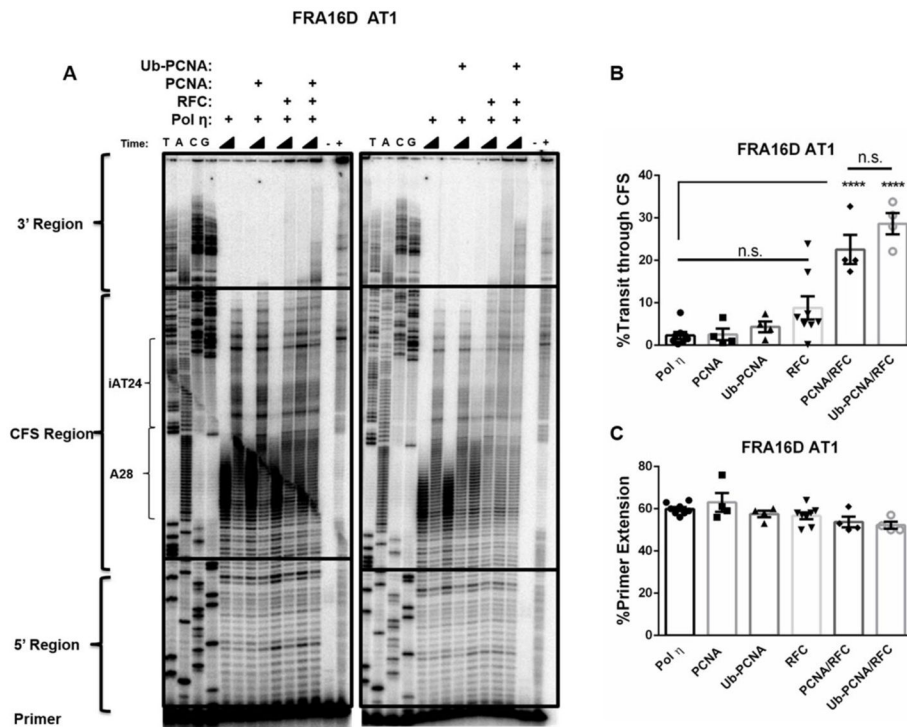 FRA16D AT1
A
Ub-PCNA: + +
PCNA: + +
RFC: + + + +
Pol η: + + + + + + + +
Time: T A C G - + T A C G - +
3' Region
iAT24
CFS Region
A28
5' Region
Primer
B
FRA16D AT1
n.s.
**** ****
n.s.
%Transit through CFS
40
30
20
10
0
Pol η PCNA Ub-PCNA RFC PCNA/RFC Ub-PCNA/RFC
C
FRA16D AT1
%Primer Extension
100
80
60
40
20
0
Pol η PCNA Ub-PCNA RFC PCNA/RFC Ub-PCNA/RFC